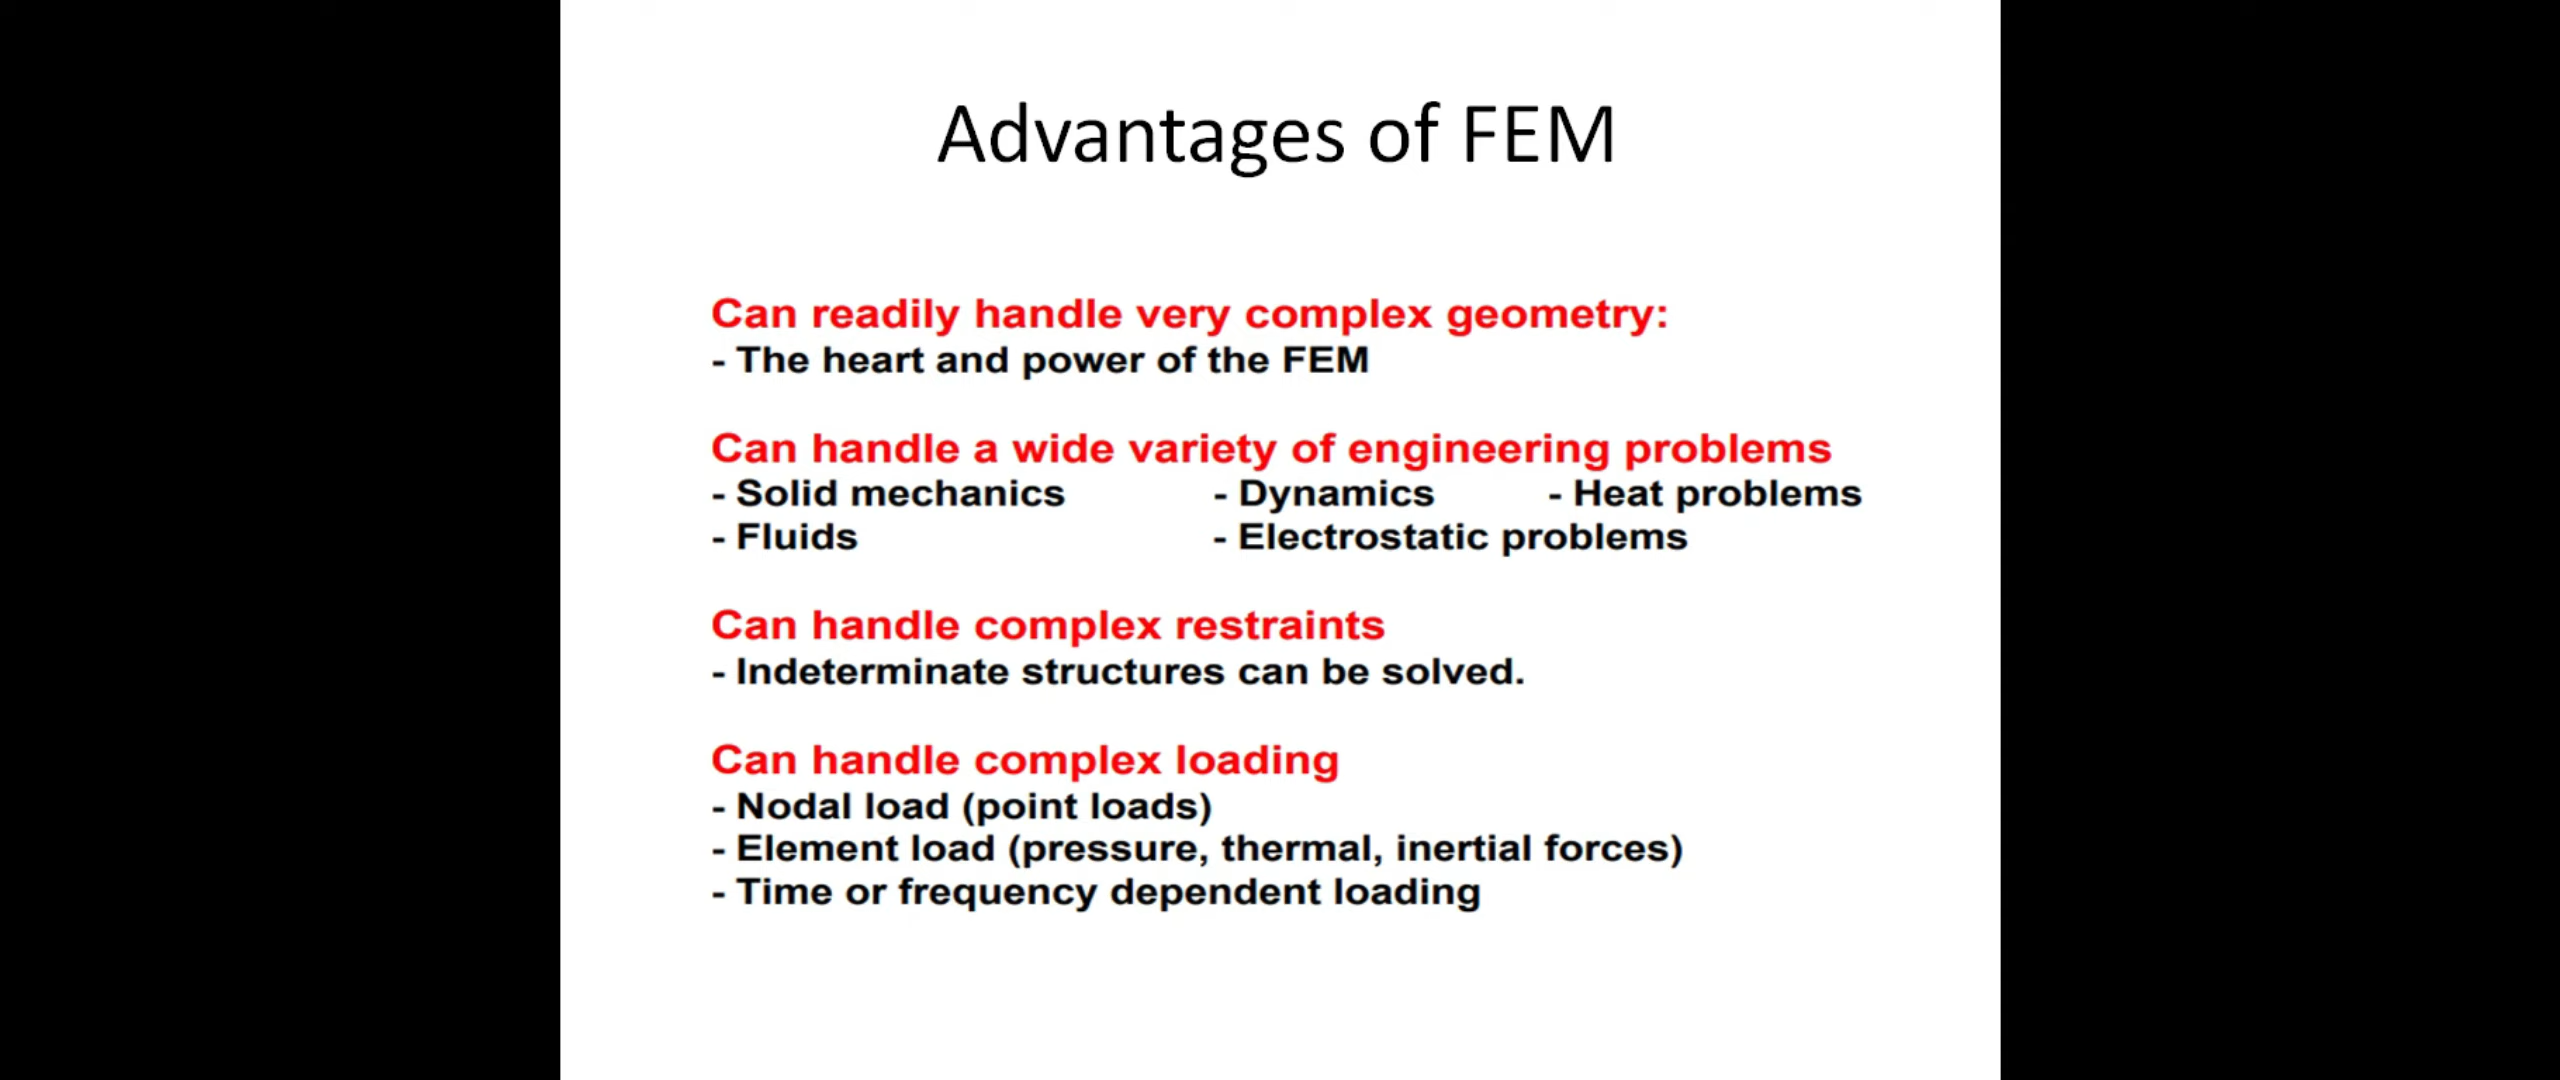 Advantages of FEM
Can readily handle very complex geometry:
- The heart and power of the FEM
Can handle a wide variety of engineering problems
- Solid mechanics - Dynamics - Heat problems
- Fluids - Electrostatic problems
Can handle complex restraints
- Indeterminate structures can be solved.
Can handle complex loading
- Nodal load (point loads)
- Element load (pressure, thermal, inertial forces)
- Time or frequency dependent loading